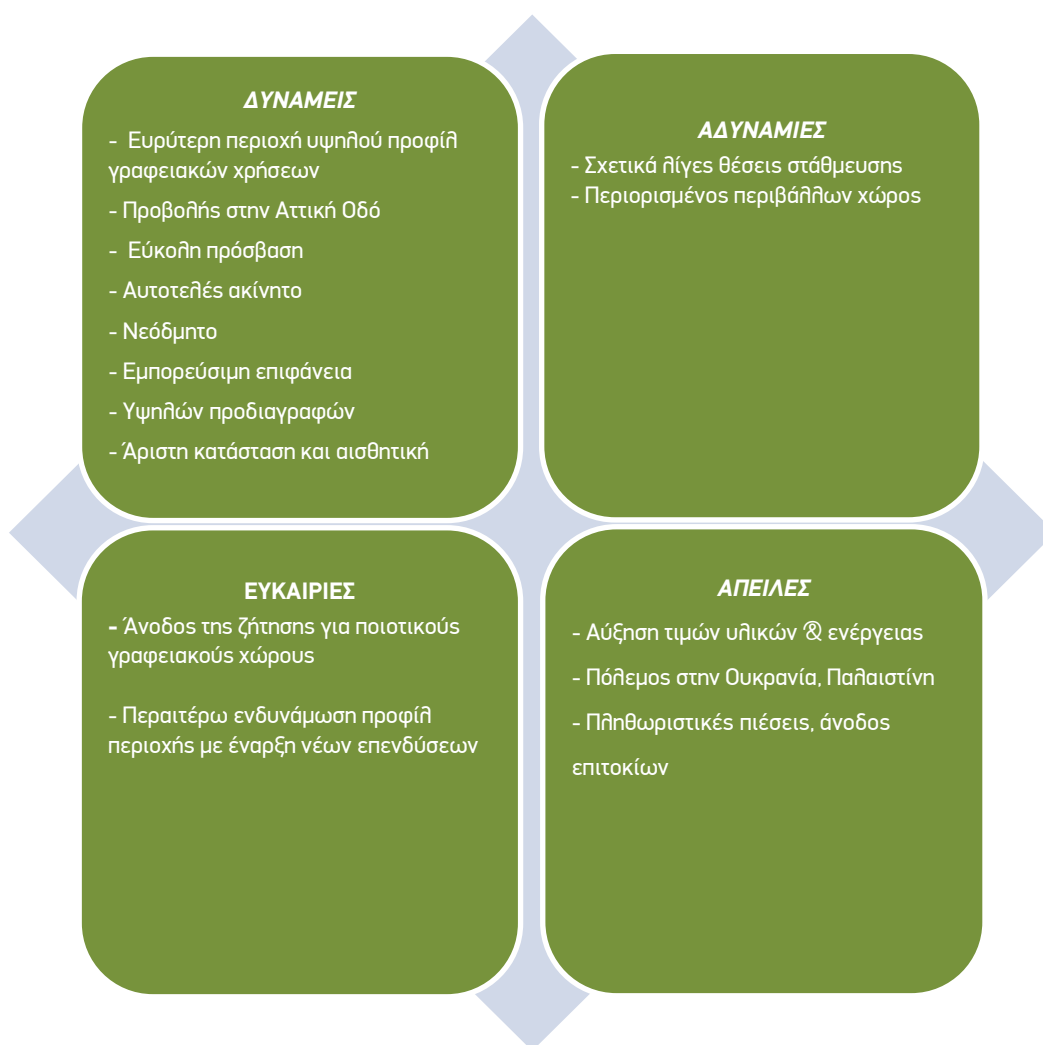 ΔΥΝΑΜΕΙΣ
- Ευρύτερη περιοχή υψηλού προφίλ
γραφειακών χρήσεων
- Προβολής στην Αττική Οδό
- Εύκολη πρόσβαση
- Αυτοτελές ακίνητο
- Νεόδμητο
- Εμπορεύσιμη επιφάνεια
- Υψηλών προδιαγραφών
- Άριστη κατάσταση και αισθητική
ΑΔΥΝΑΜΙΕΣ
- Σχετικά λίγες θέσεις στάθμευσης
- Περιορισμένος περιβάλλων χώρος
ΕΥΚΑΙΡΙΕΣ
- Άνοδος της ζήτησης για ποιοτικούς
γραφειακούς χώρους
- Περαιτέρω ενδυνάμωση προφίλ
περιοχής με έναρξη νέων επενδύσεων
ΑΠΕΙΛΕΣ
- Αύξηση τιμών υλικών & ενέργειας
- Πόλεμος στην Ουκρανία, Παλαιστίνη
- Πληθωριστικές πιέσεις, άνοδος
επιτοκίων